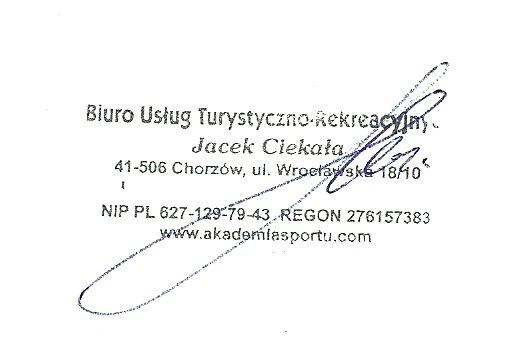 Biuro Usług Turystyczno-Rekreacyjny
Jacek Ciekała
41-506 Chorzów, ul. Wrocławska 18/10
NIP PL 627-129-79-43 REGON 276157383
www.akademiasportu.com